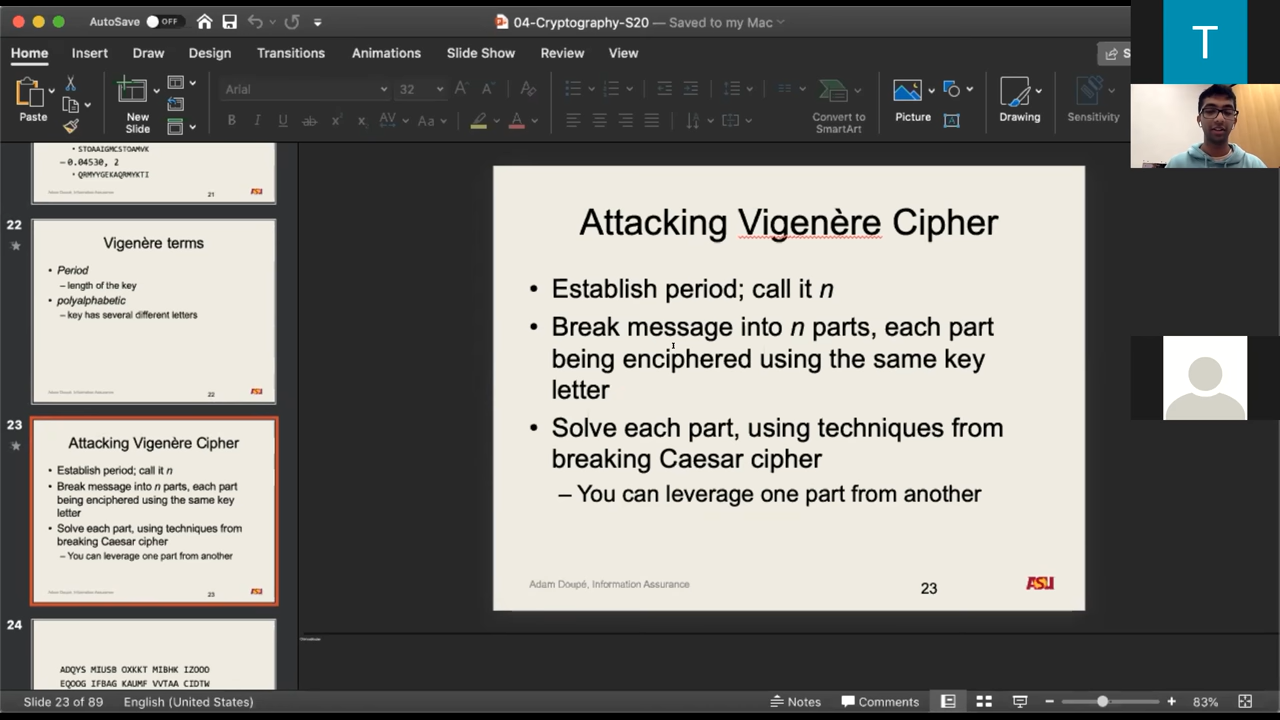 AutoSave OFF
04-Cryptography-S20 — Saved to my Mac
T
Home Insert Draw Design Transitions Animations Slide Show Review View
Paste
New
Slide
Arial 32
Convert to
SmartArt
Picture
Drawing
Sensitivity
• STOAAIGMCSTOAMVK
– 0.04530, 2
• QRMYYGEKAQRMYKTI
21
22
Vigenère terms
• Period
– length of the key
• polyalphabetic
– key has several different letters
22
23
Attacking Vigenère Cipher
• Establish period; call it n
• Break message into n parts, each part
being enciphered using the same key
letter
• Solve each part, using techniques from
breaking Caesar cipher
– You can leverage one part from another
23
24
ADQYS MIUSB OXKKT MIBHK IZOOO
EQOOG IFBAG KAUMF VVTAA CIDTW
Attacking Vigenère Cipher
• Establish period; call it n
• Break message into n parts, each part
being enciphered using the same key
letter
• Solve each part, using techniques from
breaking Caesar cipher
– You can leverage one part from another
Adam Doupé, Information Assurance
23
ASU
Slide 23 of 89 English (United States) Notes Comments 83%